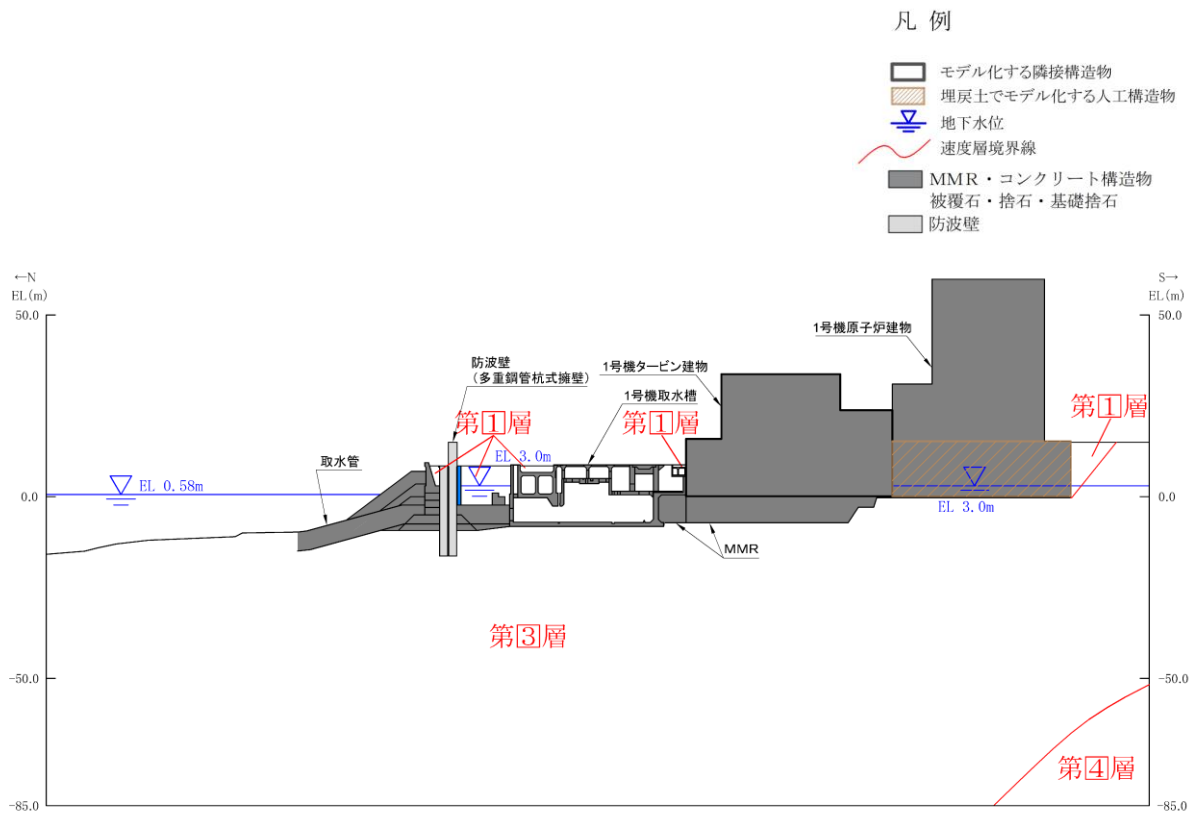 凡 例
モデル化する隣接構造物
埋戻土でモデル化する人工構造物
地下水位
速度層境界線
MMR・コンクリート構造物
被覆石・捨石・基礎捨石
防波壁
←N
EL(m)
S→
EL(m)
50.0
50.0
1号機原子炉建物
防波壁
(多重鋼管杭式擁壁)
1号機タービン建物
1号機取水槽
第1層
第1層
第1層
取水管
EL 3.0m
EL 0.58m
0.0
0.0
EL 3.0m
MMR
第3層
-50.0
-50.0
第4層
-85.0
-85.0